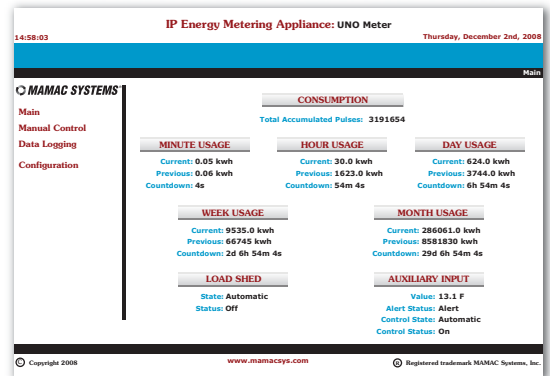 IP Energy Metering Appliance: UNO Meter
14:58:03
Thursday, December 2nd, 2008
Main
MAMAC SYSTEMS
Main
Manual Control
Data Logging
Configuration
CONSUMPTION
Total Accumulated Pulses: 3191654
MINUTE USAGE
Current: 0.05 kwh
Previous: 0.06 kwh
Countdown: 4s
HOUR USAGE
Current: 30.0 kwh
Previous: 1623.0 kwh
Countdown: 54m 4s
DAY USAGE
Current: 624.0 kwh
Previous: 3744.0 kwh
Countdown: 6h 54m 4s
WEEK USAGE
Current: 9535.0 kwh
Previous: 66745 kwh
Countdown: 2d 6h 54m 4s
MONTH USAGE
Current: 286061.0 kwh
Previous: 8581830 kwh
Countdown: 29d 6h 54m 4s
LOAD SHED
State: Automatic
Status: Off
AUXILIARY INPUT
Value: 13.1 F
Alert Status: Alert
Control State: Automatic
Control Status: On
© Copyright 2008
www.mamacsys.com
® Registered trademark MAMAC Systems, Inc.